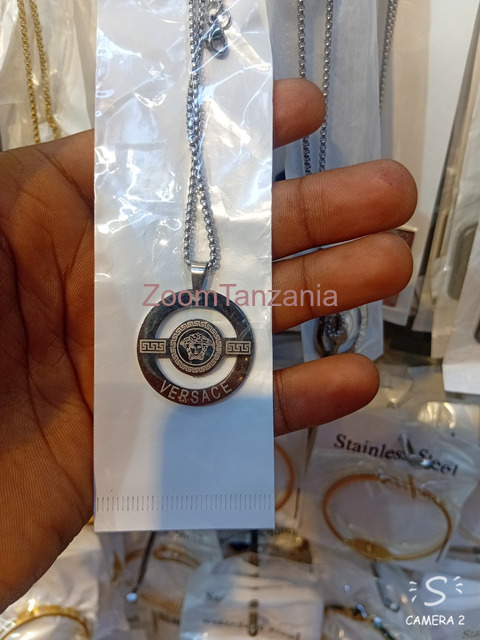 ZoomTanzania
VERSACE
Stainless Steel
S
CAMERA 2